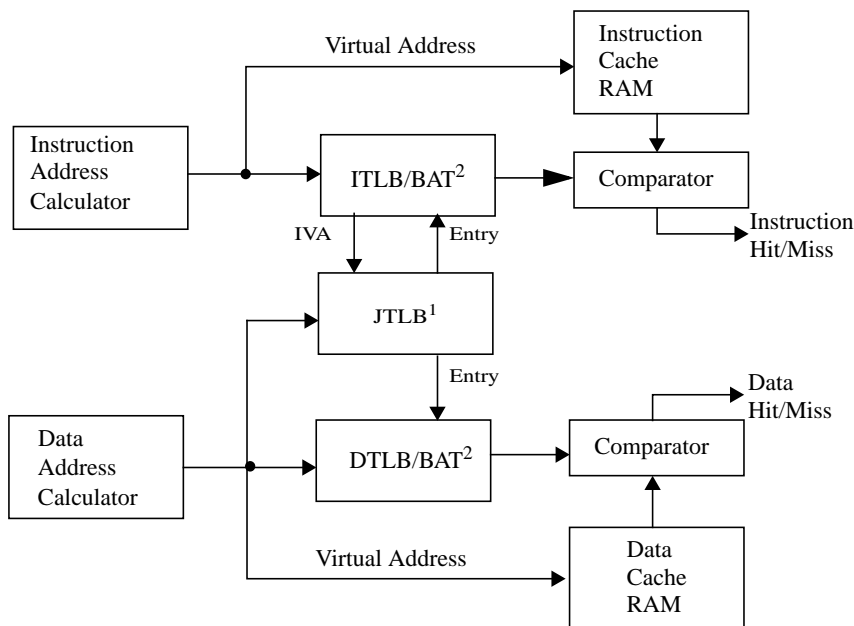 Instruction
Cache
RAM
Virtual Address
Instruction
Address
Calculator
ITLB/BAT²
Comparator
IVA
Entry
Instruction
Hit/Miss
JTLB¹
Entry
Data
Hit/Miss
Data
Address
Calculator
DTLB/BAT²
Comparator
Virtual Address
Data
Cache
RAM